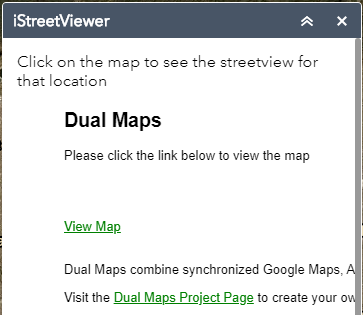 iStreetViewer
Click on the map to see the streetview for
that location
Dual Maps
Please click the link below to view the map
View Map
Dual Maps combine synchronized Google Maps, A
Visit the Dual Maps Project Page to create your ow